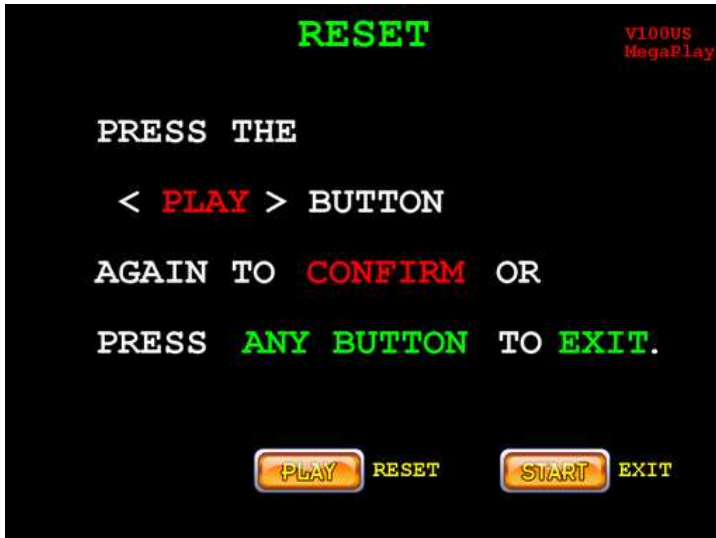 RESET
V100US
MegaPlay
PRESS THE
< PLAY > BUTTON
AGAIN TO CONFIRM OR
PRESS ANY BUTTON TO EXIT.
PLAY RESET START EXIT